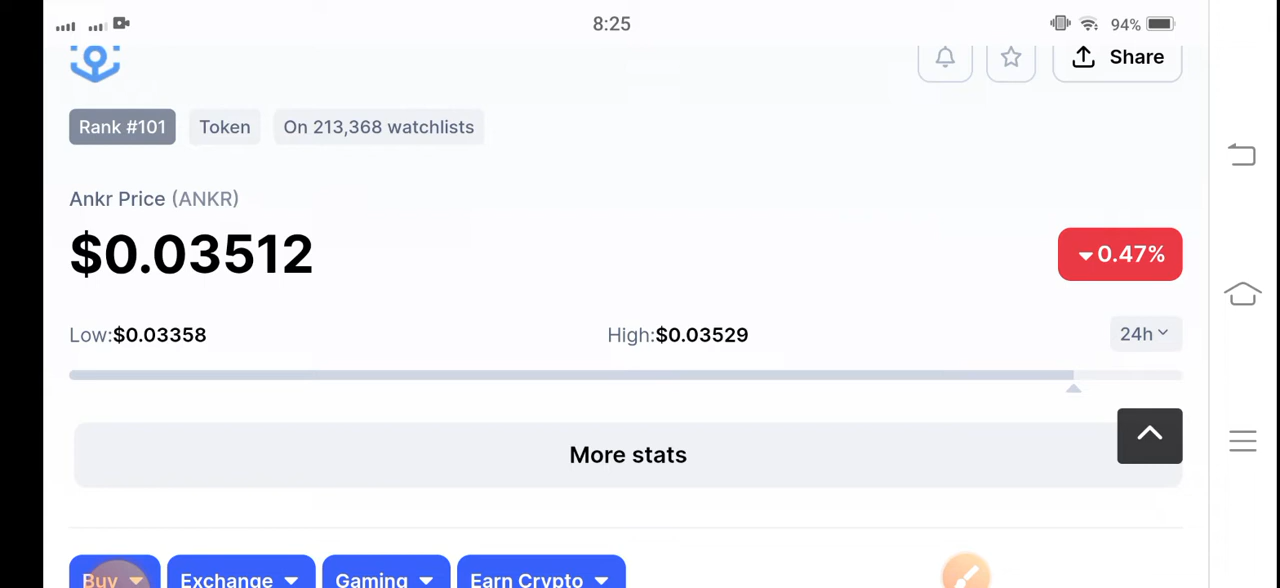 8:25
94%
Share
Rank #101
Token
On 213,368 watchlists
Ankr Price (ANKR)
$0.03512
0.47%
Low:$0.03358
High:$0.03529
24h
More stats
Buy
Exchange
Gaming
Earn Crypto